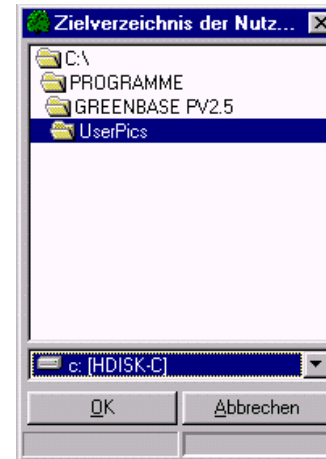 Zielverzeichnis der Nutz...
C:\
PROGRAMME
GREENBASE PV2.5
UserPics
c: [HDISK-C]
OK
Abbrechen